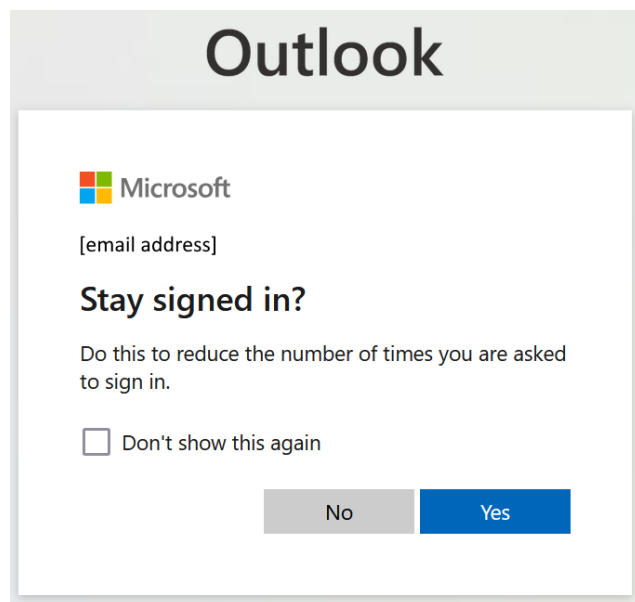 Outlook
Microsoft
[email address]
Stay signed in?
Do this to reduce the number of times you are asked
to sign in.
Don't show this again
No Yes